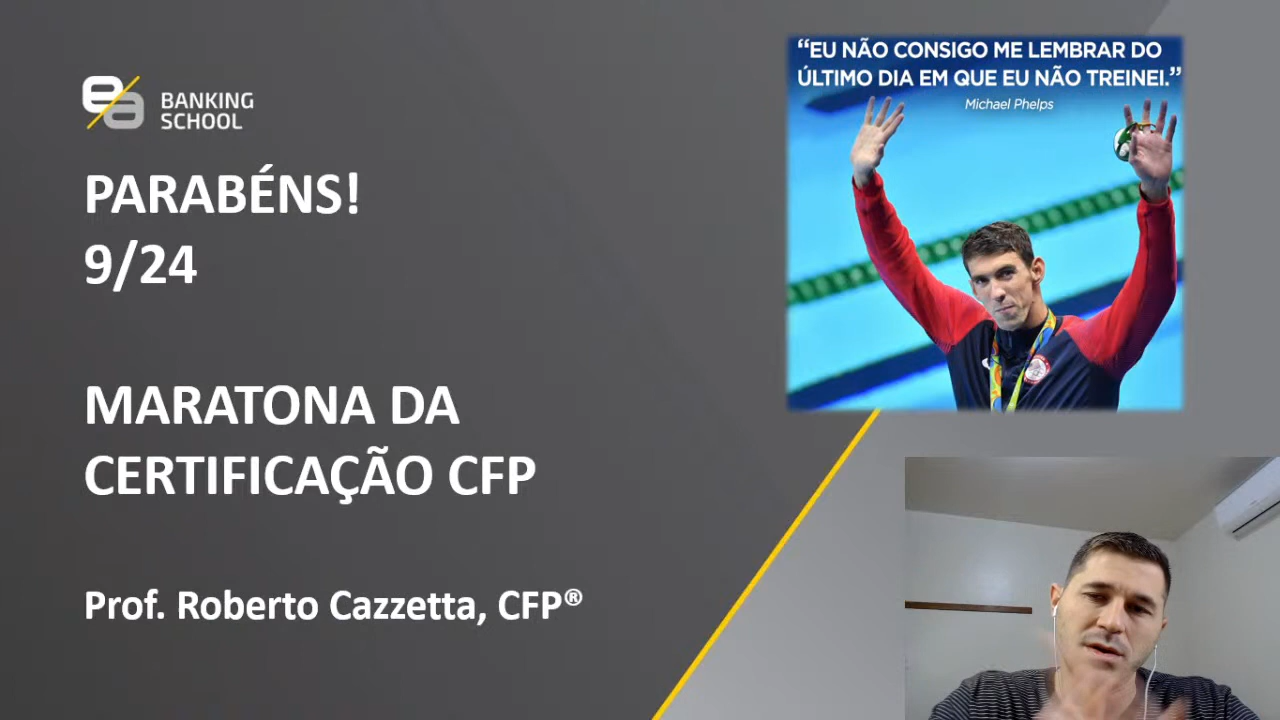 ea BANKING
SCHOOL
PARABÉNS!
9/24
MARATONA DA
CERTIFICAÇÃO CFP
Prof. Roberto Cazzetta, CFP®
“EU NÃO CONSIGO ME LEMBRAR DO
ÚLTIMO DIA EM QUE EU NÃO TREINEI.”
Michael Phelps